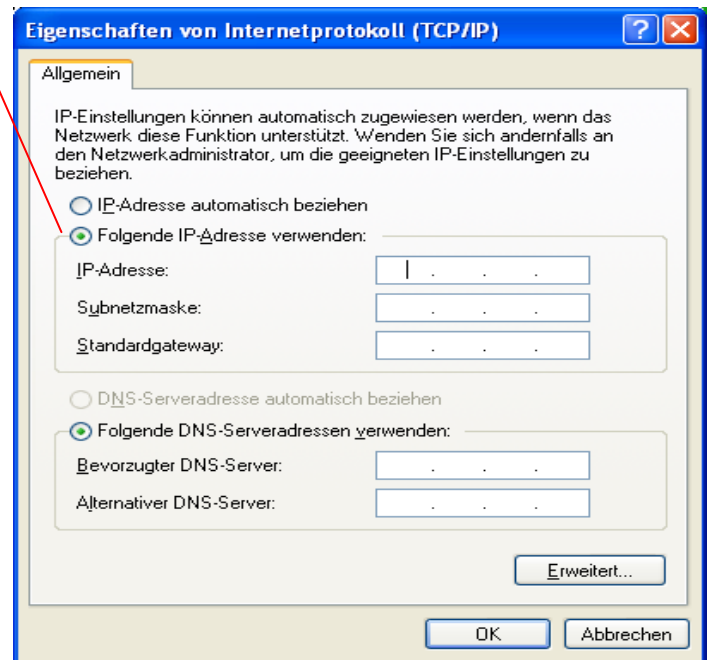 Eigenschaften von Internetprotokoll (TCP/IP)
Allgemein
IP-Einstellungen können automatisch zugewiesen werden, wenn das
Netzwerk diese Funktion unterstützt. Wenden Sie sich andernfalls an
den Netzwerkadministrator, um die geeigneten IP-Einstellungen zu
beziehen.
IP-Adresse automatisch beziehen
Folgende IP-Adresse verwenden:
IP-Adresse:
Subnetzmaske:
Standardgateway:
DNS-Serveradresse automatisch beziehen
Folgende DNS-Serveradressen verwenden:
Bevorzugter DNS-Server:
Alternativer DNS-Server:
Erweitert...
OK
Abbrechen